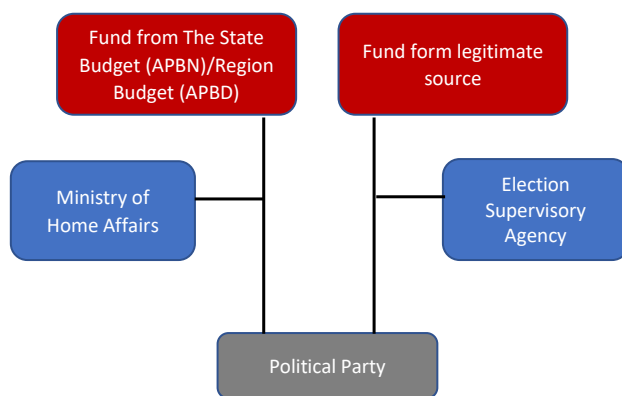 Fund from The State
Budget (APBN)/Region
Budget (APBD)
Fund form legitimate
source
Ministry of
Home Affairs
Election
Supervisory
Agency
Political Party